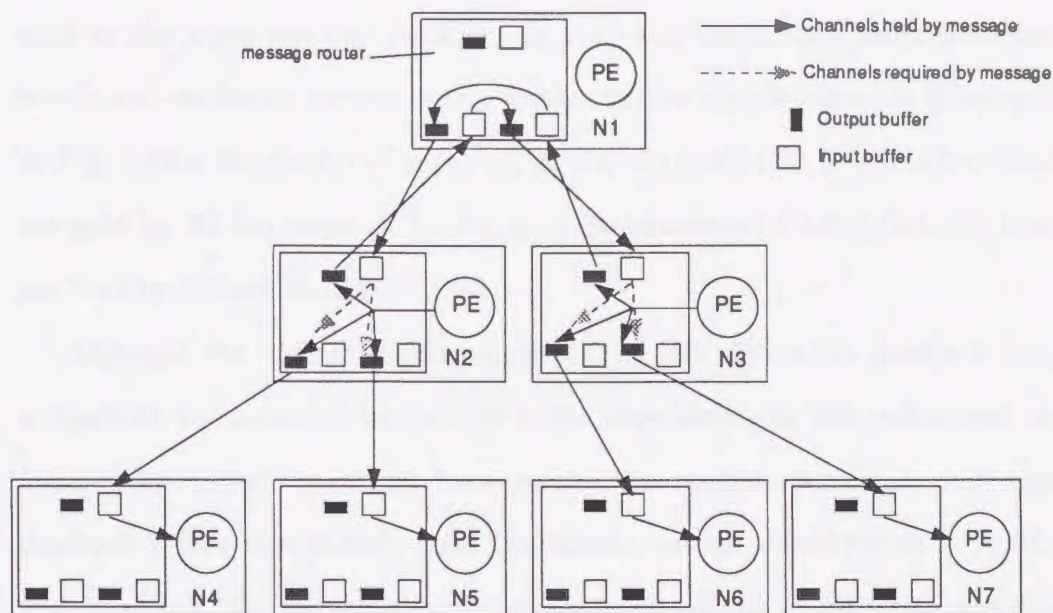 Channels held by message
message router
PE
Channels required by message
Output buffer
N1
Input buffer
PE
PE
N2
N3
PE
PE
PE
PE
N4
N5
N6
N7